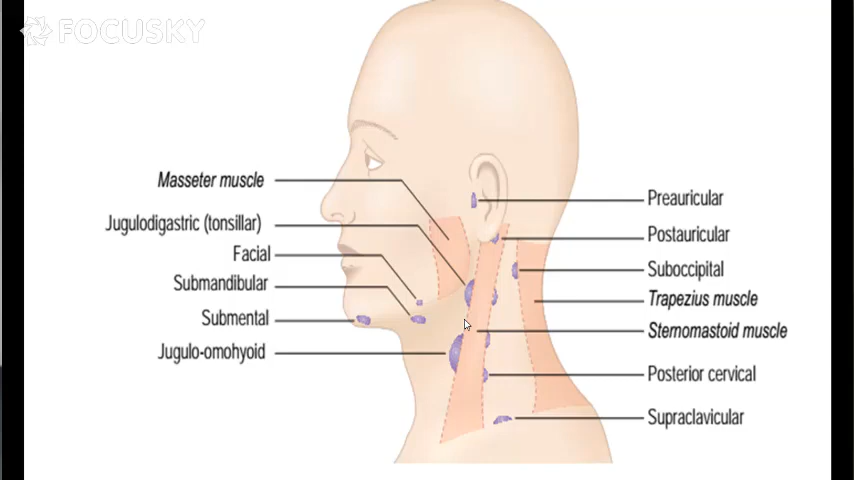 FOCUSKY
Masseter muscle
Jugulodigastric (tonsillar)
Facial
Submandibular
Submental
Jugulo-omohyoid
Preauricular
Postauricular
Suboccipital
Trapezius muscle
Sternomastoid muscle
Posterior cervical
Supraclavicular